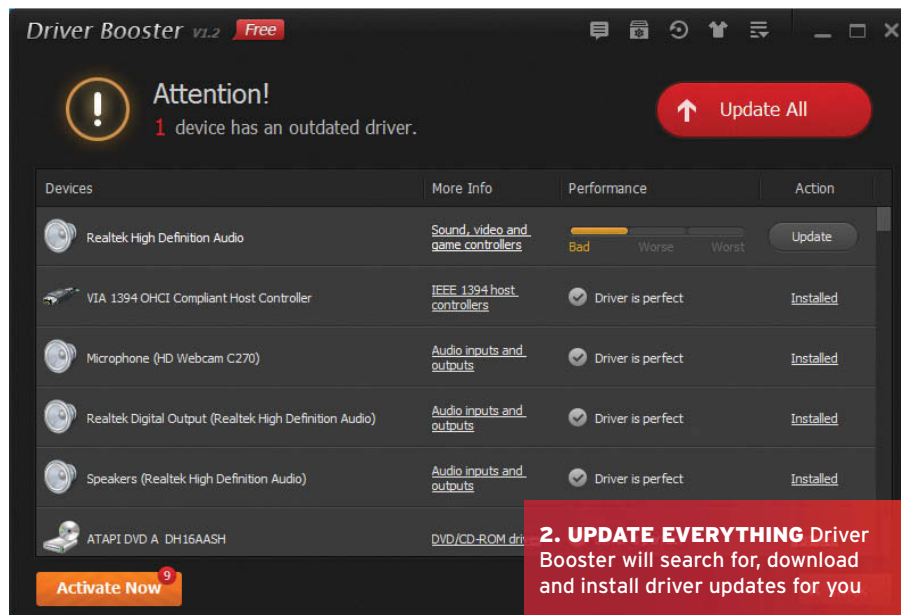 Driver Booster V1.2 Free
Attention!
1 device has an outdated driver.
Update All
Devices More Info Performance Action
Realtek High Definition Audio
Sound, video and
game controllers
Bad Worse Worst
Update
VIA 1394 OHCI Compliant Host Controller
IEEE 1394 host
controllers
Driver is perfect
Installed
Microphone (HD Webcam C270)
Audio inputs and
outputs
Driver is perfect
Installed
Realtek Digital Output (Realtek High Definition Audio)
Audio inputs and
outputs
Driver is perfect
Installed
Speakers (Realtek High Definition Audio)
Audio inputs and
outputs
Driver is perfect
Installed
ATAPI DVD A DH16AASH
DVD/CD-ROM
2. UPDATE EVERYTHING Driver
Booster will search for, download
and install driver updates for you
Activate Now
9